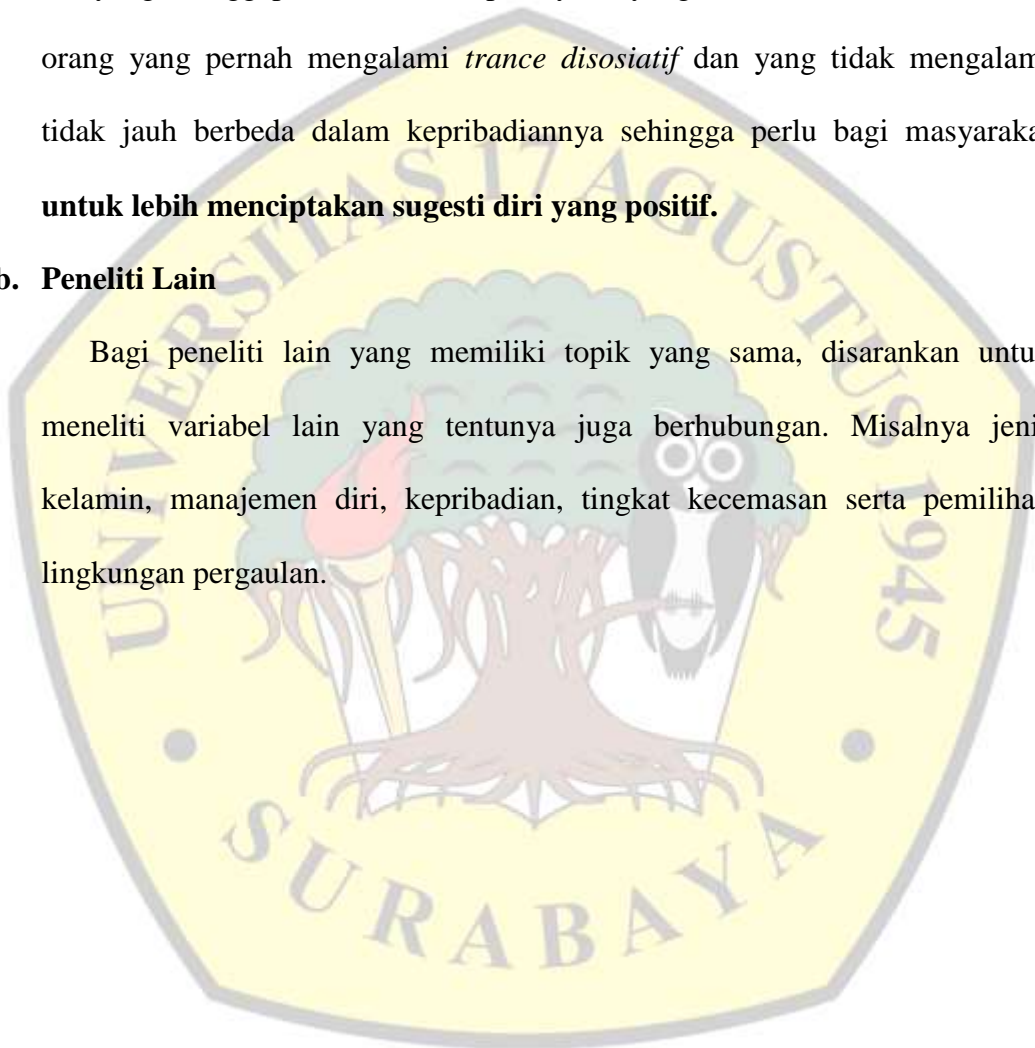 orang yang pernah mengalami trance disosiatif dan yang tidak mengalam
tidak jauh berbeda dalam kepribadiannya sehingga perlu bagi masyaraka
untuk lebih menciptakan sugesti diri yang positif.
b. Peneliti Lain
Bagi peneliti lain yang memiliki topik yang sama, disarankan untu
meneliti variabel lain yang tentunya juga berhubungan. Misalnya jeni
kelamin, manajemen diri, kepribadian, tingkat kecemasan serta pemiliha
lingkungan pergaulan.
UNIVERSITAS 17 AGUSTUS 1945
SURABAYA